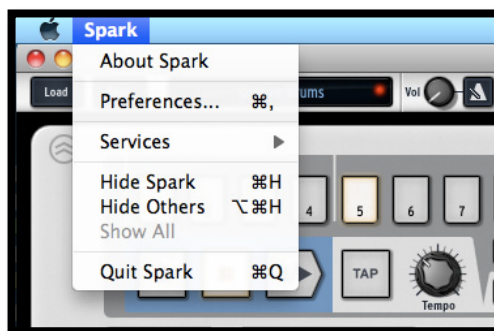 Spark
About Spark
Preferences... ⌘,
Services ▶
Hide Spark ⌘H
Hide Others ⌥⌘H
Show All
Quit Spark ⌘Q
Load
Vol
4 5 6 7
TAP
Tempo